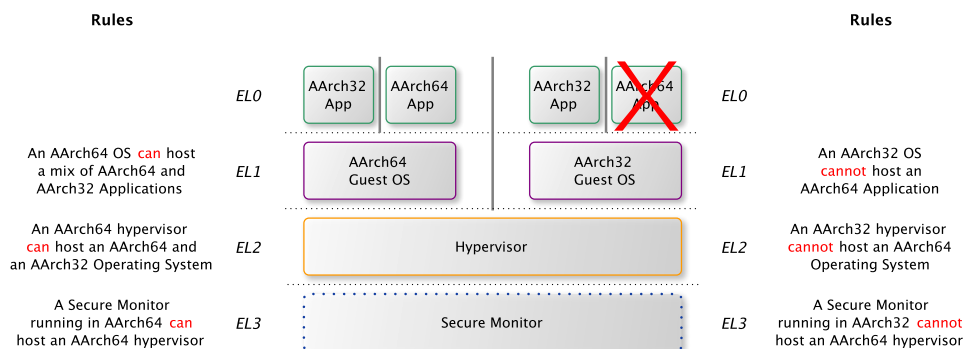 Rules
Rules
AArch32
App
AArch64
App
AArch32
App
AArch64
App
EL0
EL0
An AArch64 OS can host
a mix of AArch64 and
AArch32 Applications
EL1
AArch64
Guest OS
AArch32
Guest OS
EL1
An AArch32 OS
cannot host an
AArch64 Application
An AArch64 hypervisor
can host an AArch64 and
an AArch32 Operating System
EL2
Hypervisor
EL2
An AArch32 hypervisor
cannot host an AArch64
Operating System
A Secure Monitor
running in AArch64 can
host an AArch64 hypervisor
EL3
Secure Monitor
EL3
A Secure Monitor
running in AArch32 cannot
host an AArch64 hypervisor